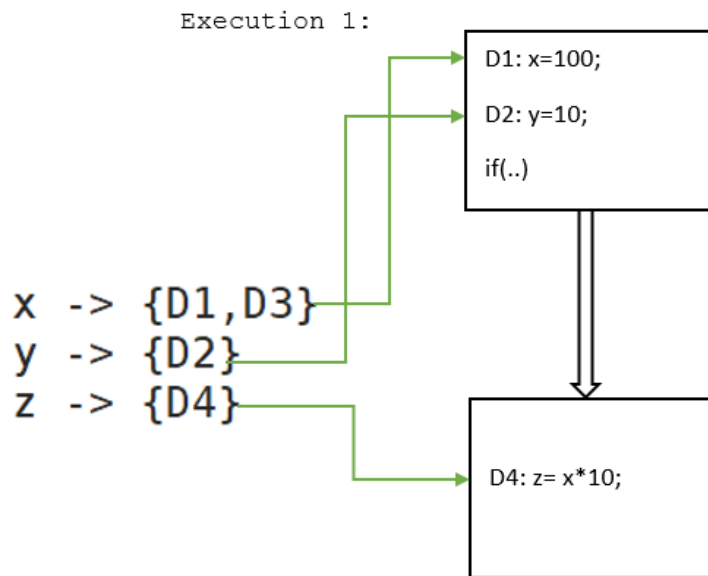 Execution 1:
D1: x=100;
D2: y=10;
if(..)
x -> {D1,D3}
y -> {D2}
z -> {D4}
D4: z= x*10;